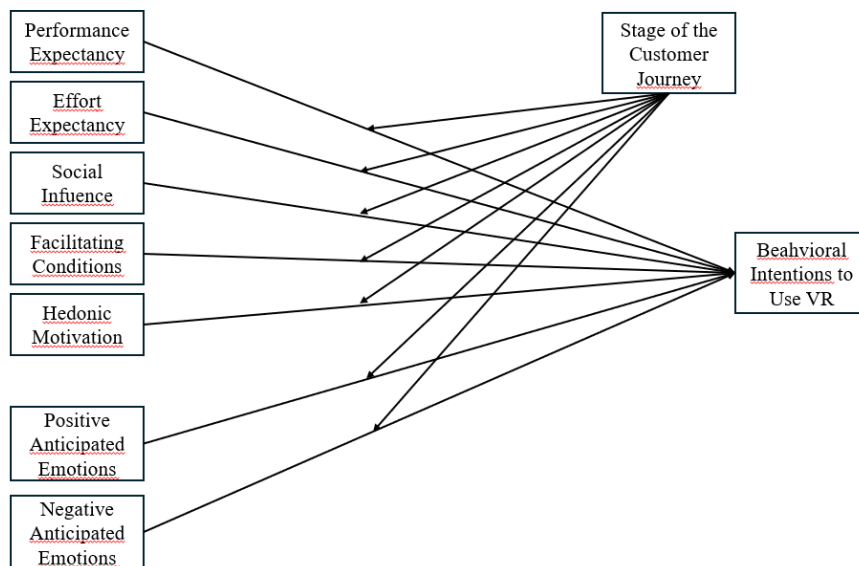 Performance
Expectancy
Effort
Expectancy
Social
Infuence
Facilitating
Conditions
Hedonic
Motivation
Positive
Anticipated
Emotions
Negative
Anticipated
Emotions
Stage of the
Customer
Journey
Beahvioral
Intentions to
Use VR